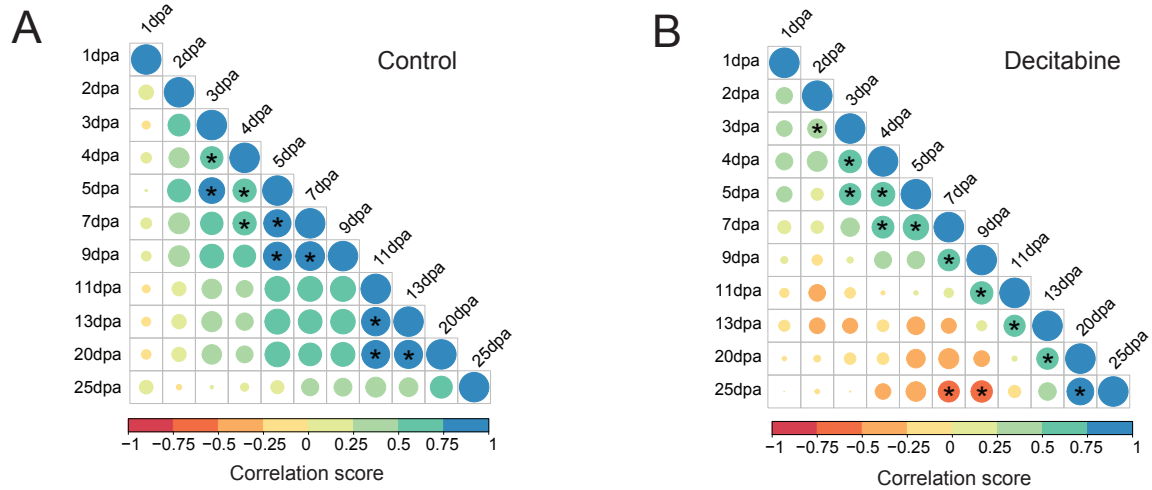 A
Control
1dpa
2dpa
3dpa
4dpa
5dpa
7dpa
9dpa
11dpa
13dpa
20dpa
25dpa
1dpa
2dpa
3dpa
4dpa
* 
5dpa
* *
7dpa
* *
9dpa
* *
11dpa
13dpa
*
20dpa
* *
25dpa
−1 −0.75 −0.5 −0.25 0 0.25 0.5 0.75 1
Correlation score
B
Decitabine
1dpa
2dpa
3dpa
4dpa
5dpa
7dpa
9dpa
11dpa
13dpa
20dpa
25dpa
1dpa
2dpa
3dpa
*
4dpa
*
5dpa
* *
7dpa
* *
9dpa
*
11dpa
*
13dpa
*
20dpa
*
25dpa
* * *
−1 −0.75 −0.5 −0.25 0 0.25 0.5 0.75 1
Correlation score